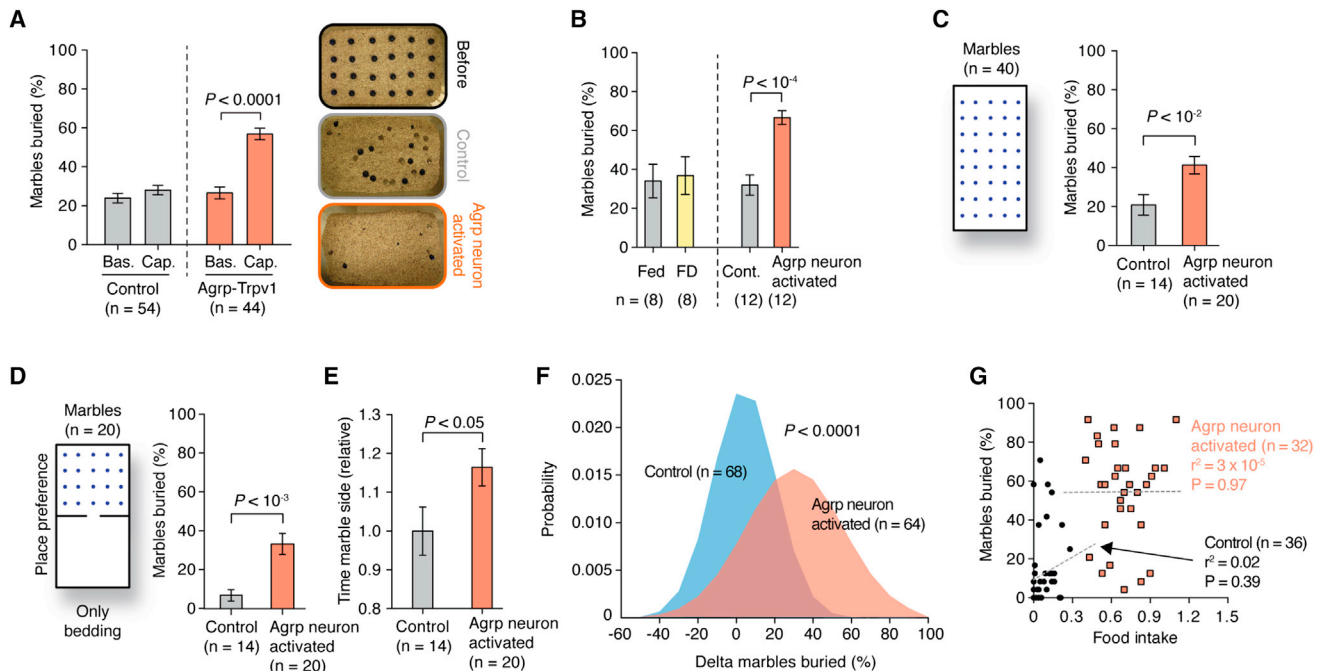 A
Marbles buried (%)
100
80
60
40
20
0
P < 0.0001
Bas. Cap. Bas. Cap.
Control
(n = 54)
Agrp-Trpv1
(n = 44)
Before
Control
Agrp neuron
activated
B
Marbles buried (%)
100
80
60
40
20
0
P < 10-4
Fed FD Cont. Agrp neuron
activated
n = (8) (8) (12) (12)
C
Marbles
(n = 40)
Marbles buried (%)
100
80
60
40
20
0
P < 10-2
Control
(n = 14)
Agrp neuron
activated
(n = 20)
D
Place preference
Marbles
(n = 20)
Only
bedding
Marbles buried (%)
100
80
60
40
20
0
P < 10-3
Control
(n = 14)
Agrp neuron
activated
(n = 20)
E
Time marble side (relative)
1.3
1.2
1.1
1.0
0.9
0.8
P < 0.05
Control
(n = 14)
Agrp neuron
activated
(n = 20)
F
Probability
0.025
0.020
0.015
0.010
0.005
0
P < 0.0001
Control (n = 68)
Agrp neuron
activated (n = 64)
-60 -40 -20 0 20 40 60 80 100
Delta marbles buried (%)
G
Marbles buried (%)
100
80
60
40
20
0
Agrp neuron
activated (n = 32)
r2 = 3 x 10-5
P = 0.97
Control (n = 36)
r2 = 0.02
P = 0.39
0 0.3 0.6 0.9 1.2 1.5
Food intake